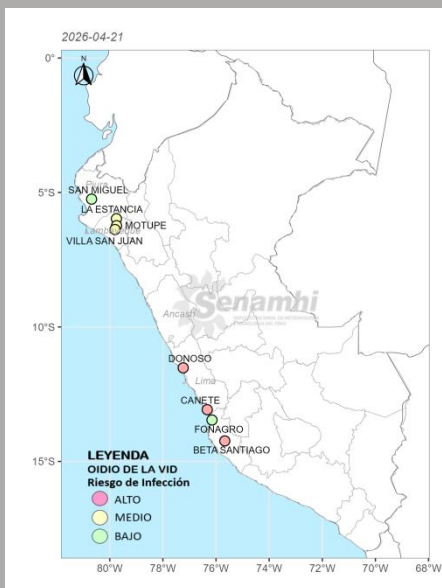 2026-04-21
N
0°
5°S
10°S
15°S
Piura
SAN MIGUEL
LA ESTANCIA
MOTUPE
Lambayeque
VILLA SAN JUAN
Senamhi
Ancash
DONOSO
Lima
CANETE
FONAGRO
BETA SANTIAGO
LEYENDA
OIDIO DE LA VID
Riesgo de Infección
ALTO
MEDIO
BAJO
80°W 78°W 76°W 74°W 72°W 70°W 68°W